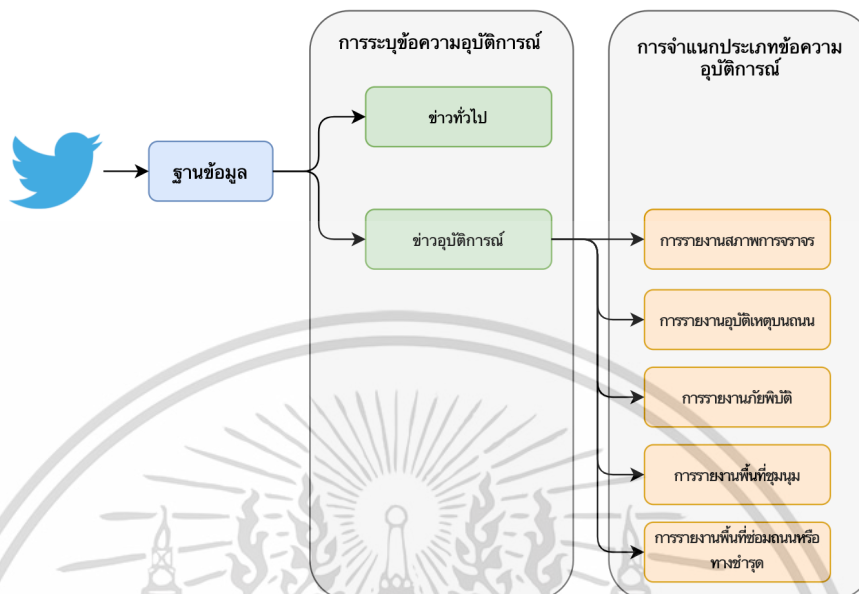 การระบุข้อความอุบัติการณ์
การจำแนกประเภทข้อความ
อุบัติการณ์
ข่าวทั่วไป
ฐานข้อมูล
ข่าวอุบัติการณ์
การรายงานสภาพการจราจร
การรายงานอุบัติเหตุบนถนน
การรายงานภัยพิบัติ
การรายงานพื้นที่ชุมนุม
การรายงานพื้นที่ซ่อมถนนหรือ
ทางชำรุด